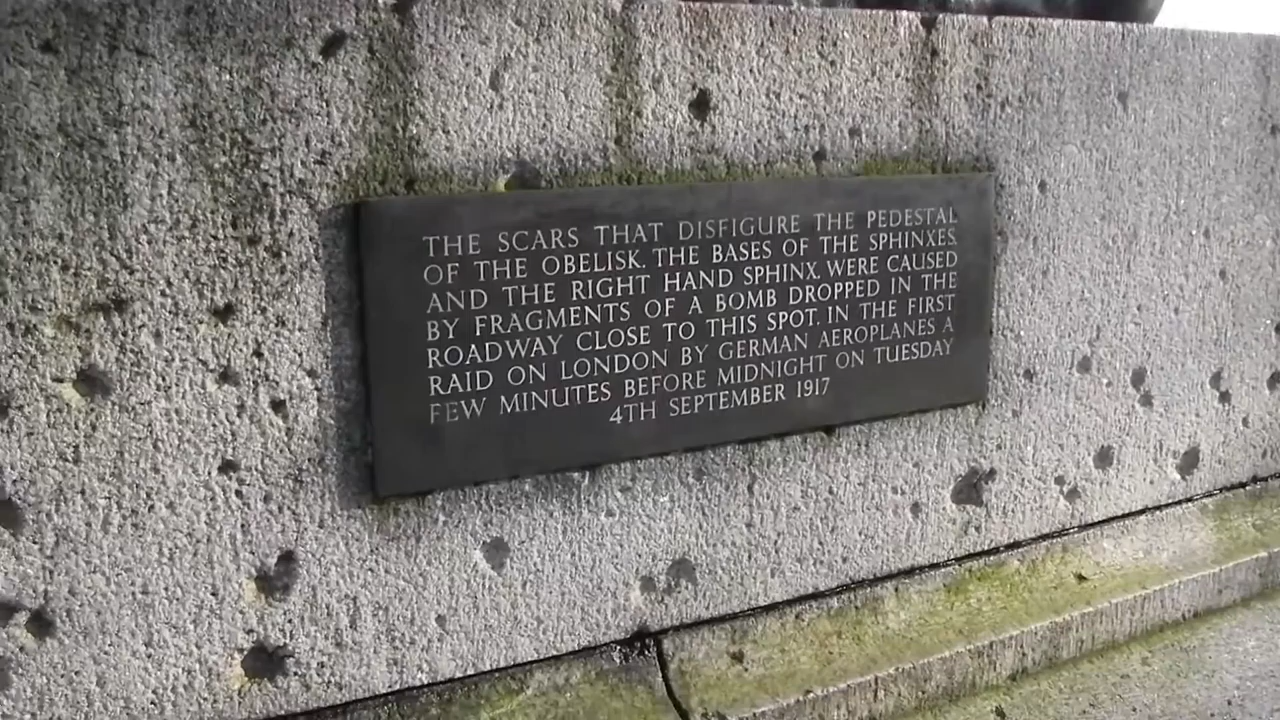 THE SCARS THAT DISFIGURE THE PEDESTAL
OF THE OBELISK. THE BASES OF THE SPHINXES.
AND THE RIGHT HAND SPHINX. WERE CAUSED
BY FRAGMENTS OF A BOMB DROPPED IN THE
ROADWAY CLOSE TO THIS SPOT. IN THE FIRST
RAID ON LONDON BY GERMAN AEROPLANES A
FEW MINUTES BEFORE MIDNIGHT ON TUESDAY
4TH SEPTEMBER 1917